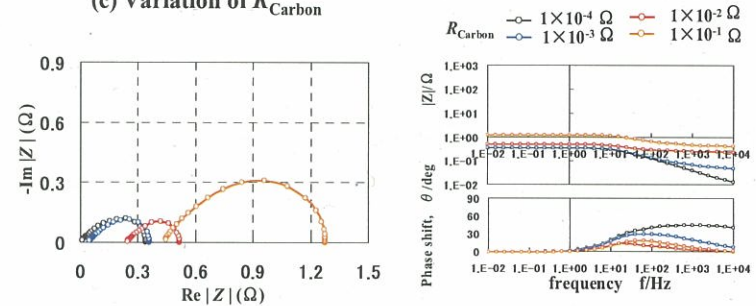 (c) Variation of R Carbon
R Carbon
1×10-4 Ω
1×10-2 Ω
1×10-3 Ω
1×10-1 Ω
0.9
0.6
0.3
0
-Im | Z | (Ω)
0 0.3 0.6 0.9 1.2 1.5
Re | Z | (Ω)
|Z|/ Ω
1.E+03
1.E+02
1.E+01
1.E+00
1.E-01
1.E-02
1.E-02 1.E-01 1.E+00 1.E+01 1.E+02 1.E+03 1.E+04
Phase shift, θ /deg
90
60
30
0
1.E-02 1.E-01 1.E+00 1.E+01 1.E+02 1.E+03 1.E+04
frequency f/Hz